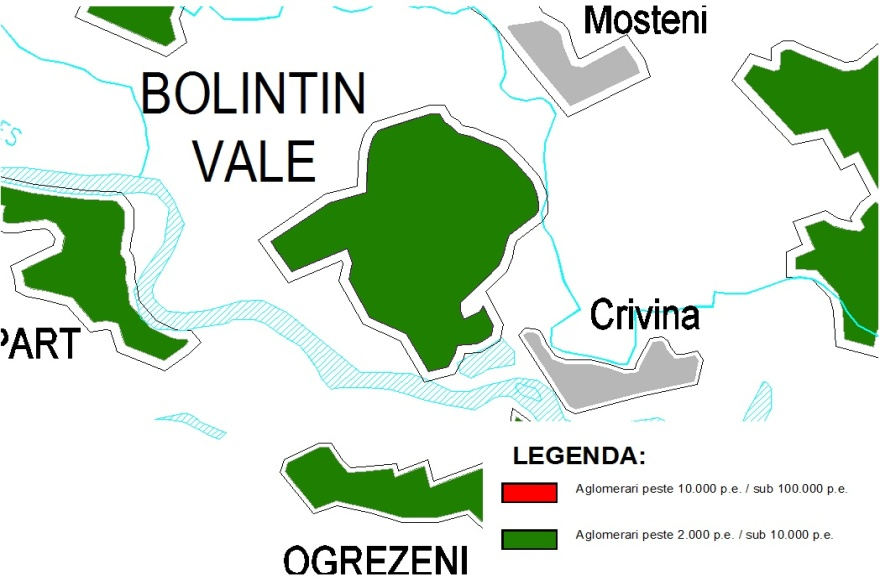 Mosteni
BOLINTIN
VALE
ES
Crivina
PART
LEGENDA:
Aglomerari peste 10.000 p.e. / sub 100.000 p.e.
Aglomerari peste 2.000 p.e. / sub 10.000 p.e.
OGREZENI